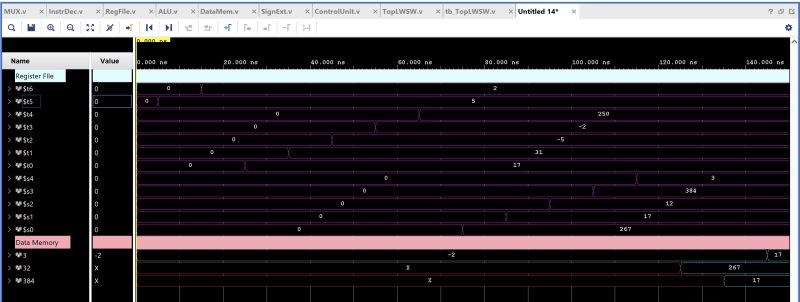 MUX.v × InstrDec.v × RegFile.v × ALU.v × DataMem.v × SignExt.v × ControlUnit.v × TopLWSW.v × tb_TopLWSW.v × Untitled 14* ×
0.000 ns
Name Value 0.000 ns 20.000 ns 40.000 ns 60.000 ns 80.000 ns 100.000 ns 120.000 ns 140.000 ns
Register File
$t6 0 0 2
$t5 0 0 5
$t4 0 0 250
$t3 0 0 -2
$t2 0 0 -5
$t1 0 0 31
$t0 0 0 17
$s4 0 0 3
$s3 0 0 384
$s2 0 0 12
$s1 0 0 17
$s0 0 0 267
Data Memory
3 -2 -2 17
32 X X 267
384 X X 17